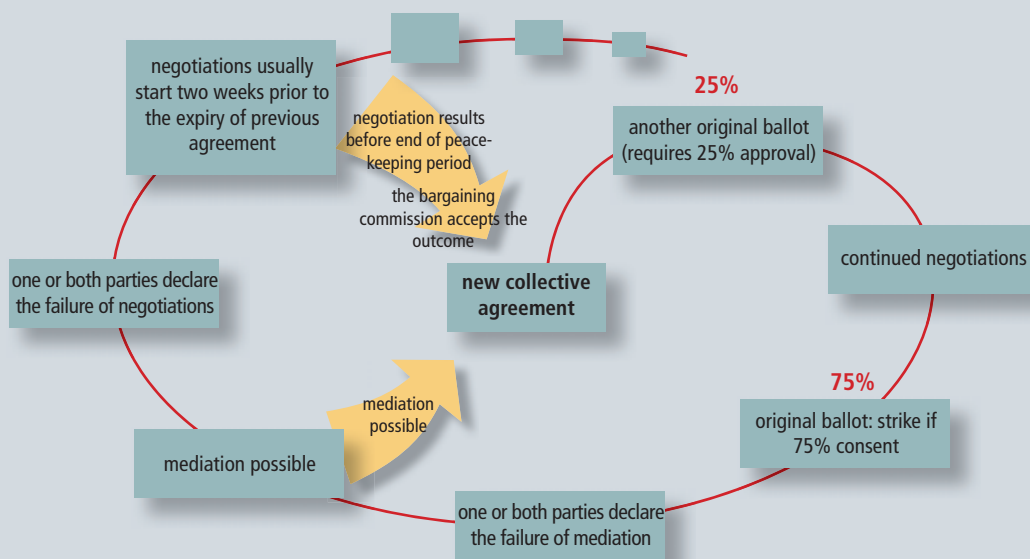 negotiations usually
start two weeks prior to
the expiry of previous
agreement
negotiation results
before end of peace-
keeping period
the bargaining
commission accepts the
outcome
25%
another original ballot
(requires 25% approval)
one or both parties declare
the failure of negotiations
new collective
agreement
continued negotiations
mediation
possible
75%
original ballot: strike if
75% consent
mediation possible
one or both parties declare
the failure of mediation